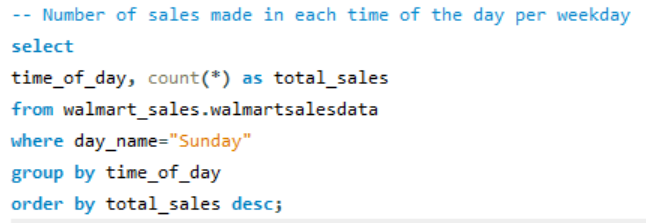 -- Number of sales made in each time of the day per weekday
select
time_of_day, count(*) as total_sales
from walmart_sales.walmartsalesdata
where day_name="Sunday"
group by time_of_day
order by total_sales desc;